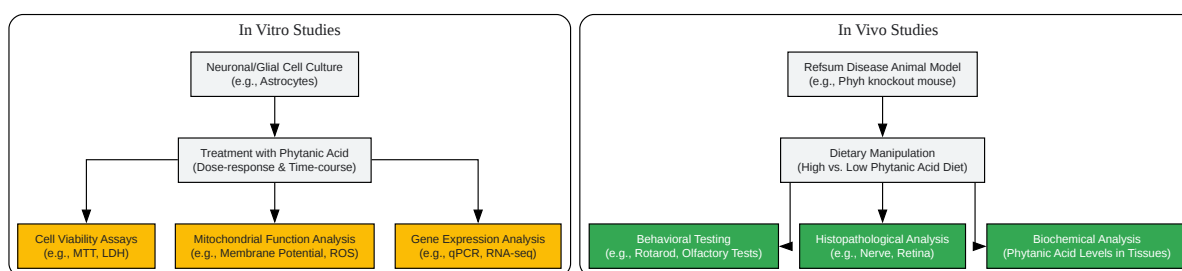 In Vitro Studies
Neuronal/Glial Cell Culture
(e.g., Astrocytes)
Treatment with Phytanic Acid
(Dose-response & Time-course)
Cell Viability Assays
(e.g., MTT, LDH)
Mitochondrial Function Analysis
(e.g., Membrane Potential, ROS)
Gene Expression Analysis
(e.g., qPCR, RNA-seq)
In Vivo Studies
Refsum Disease Animal Model
(e.g., Phyh knockout mouse)
Dietary Manipulation
(High vs. Low Phytanic Acid Diet)
Behavioral Testing
(e.g., Rotarod, Olfactory Tests)
Histopathological Analysis
(e.g., Nerve, Retina)
Biochemical Analysis
(Phytanic Acid Levels in Tissues)